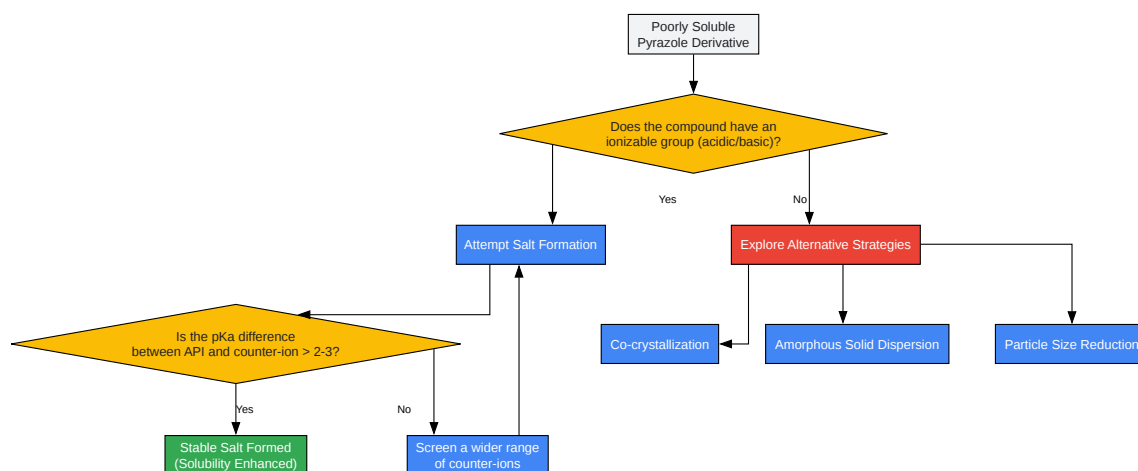 Poorly Soluble
Pyrazole Derivative
Does the compound have an
ionizable group (acidic/basic)?
Yes
No
Attempt Salt Formation
Explore Alternative Strategies
Is the pKa difference
between API and counter-ion > 2-3?
Co-crystallization
Amorphous Solid Dispersion
Particle Size Reduction
Yes
No
Stable Salt Formed
(Solubility Enhanced)
Screen a wider range
of counter-ions